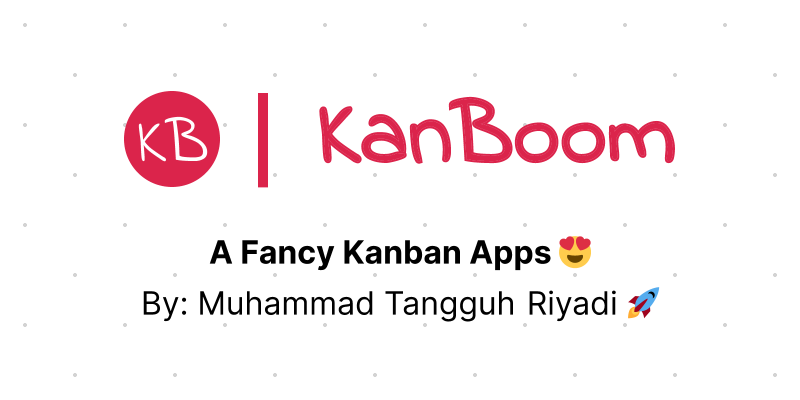 KB | KanBoom
A Fancy Kanban Apps 😍
By: Muhammad Tangguh Riyadi 🚀